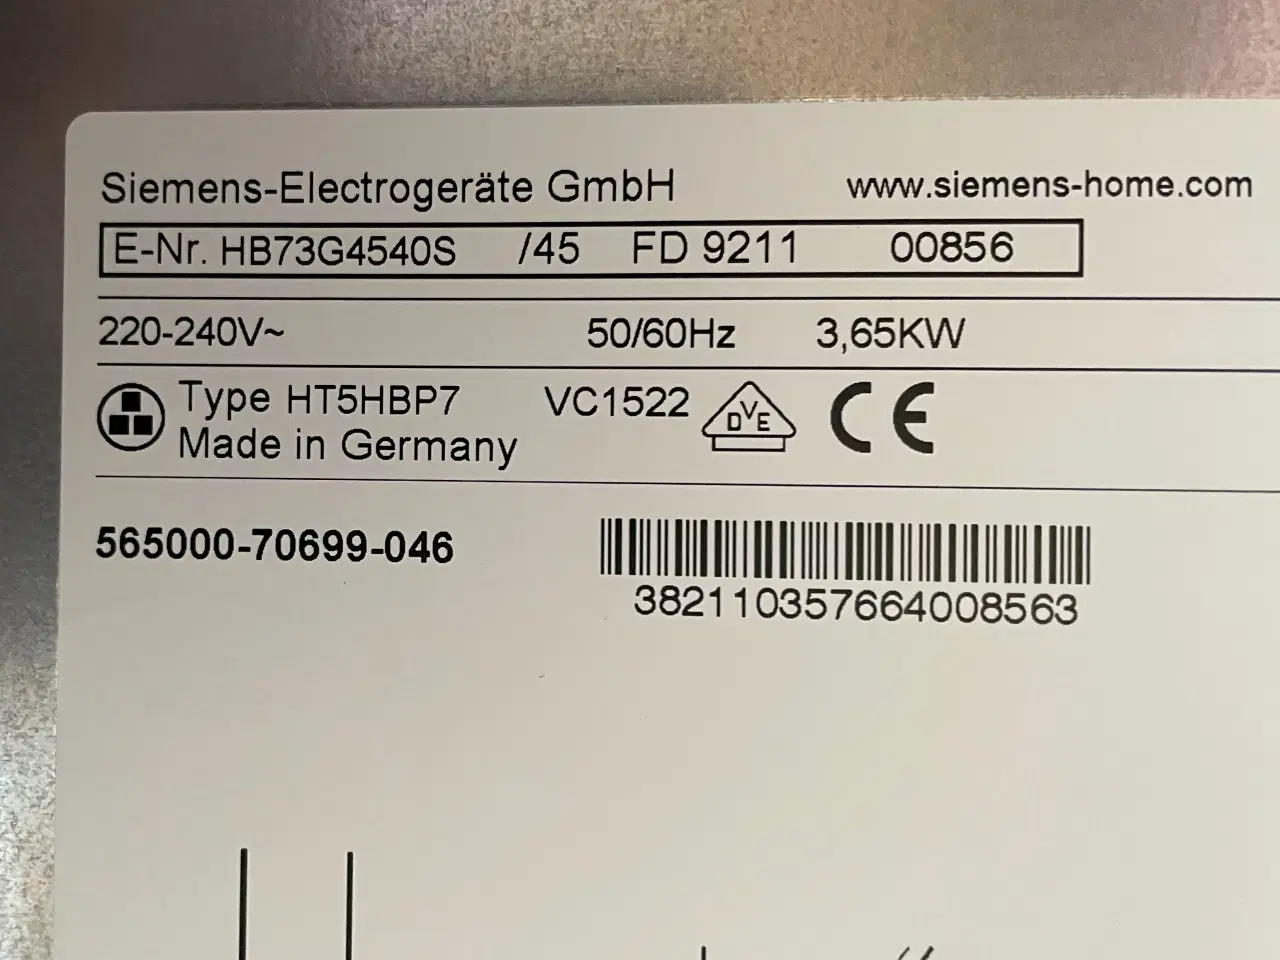 Siemens-Electrogeräte GmbH www.siemens-home.com
E-Nr. HB73G4540S /45 FD 9211 00856
220-240V~ 50/60Hz 3,65KW
Type HT5HBP7 VC1522 DVE CE
Made in Germany
565000-70699-046
382110357664008563